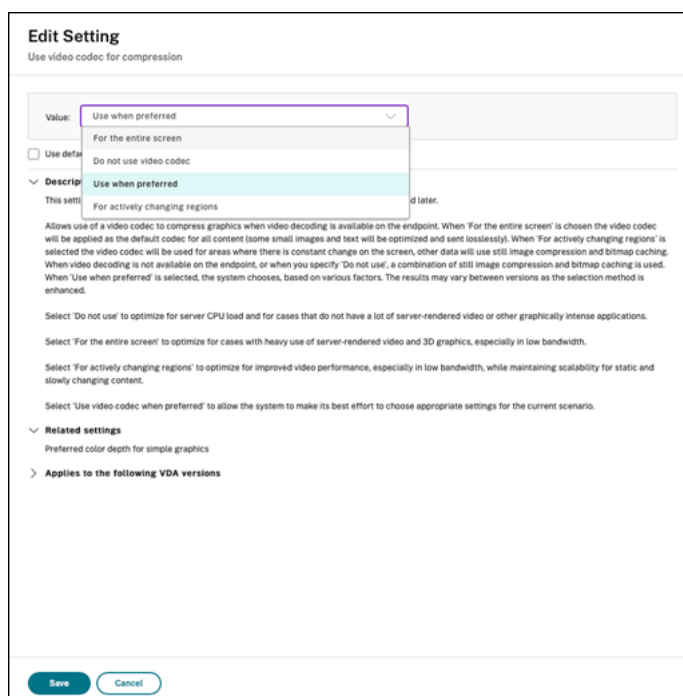 Edit Setting
Use video codec for compression
Value: Use when preferred
For the entire screen
Use defau
Do not use video codec
Descrip
Use when preferred
This setti d later.
For actively changing regions
Allows use of a video codec to compress graphics when video decoding is available on the endpoint. When 'For the entire screen' is chosen the video codec
will be applied as the default codec for all content (some small images and text will be optimized and sent losslessly). When 'For actively changing regions' is
selected the video codec will be used for areas where there is constant change on the screen, other data will use still image compression and bitmap caching.
When video decoding is not available on the endpoint, or when you specify 'Do not use', a combination of still image compression and bitmap caching is used.
When 'Use when preferred' is selected, the system chooses, based on various factors. The results may vary between versions as the selection method is
enhanced.
Select 'Do not use' to optimize for server CPU load and for cases that do not have a lot of server-rendered video or other graphically intense applications.
Select 'For the entire screen' to optimize for cases with heavy use of server-rendered video and 3D graphics, especially in low bandwidth.
Select 'For actively changing regions' to optimize for improved video performance, especially in low bandwidth, while maintaining scalability for static and
slowly changing content.
Select 'Use video codec when preferred' to allow the system to make its best effort to choose appropriate settings for the current scenario.
Related settings
Preferred color depth for simple graphics
Applies to the following VDA versions
Save Cancel